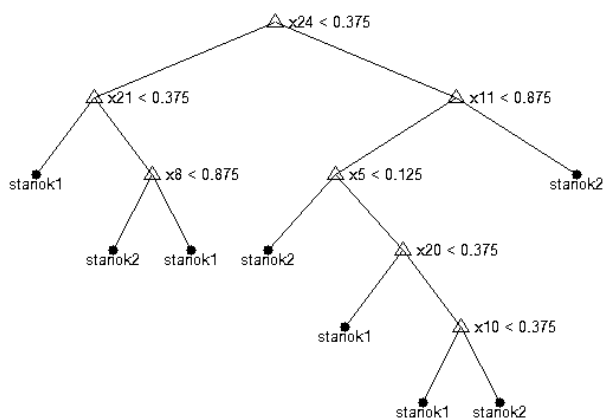 x24 < 0.375
x21 < 0.375
x11 < 0.875
stanok1
x8 < 0.875
x5 < 0.125
stanok2
stanok2
stanok1
stanok2
x20 < 0.375
stanok1
x10 < 0.375
stanok1
stanok2